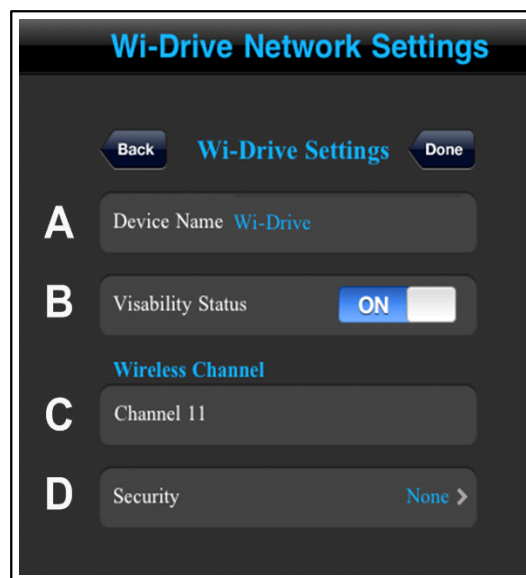 Wi-Drive Network Settings
Back Wi-Drive Settings Done
A Device Name Wi-Drive
B Visability Status ON
Wireless Channel
C Channel 11
D Security None